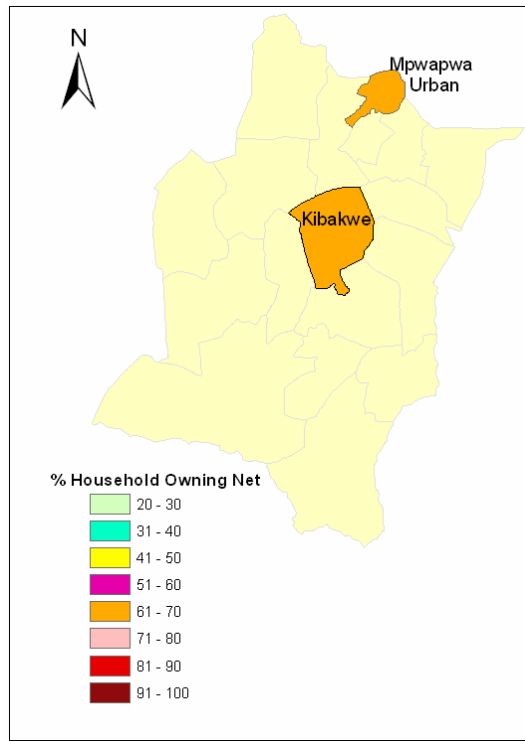 N
Mpwapwa
Urban
Kibakwe
% Household Owning Net
20 - 30
31 - 40
41 - 50
51 - 60
61 - 70
71 - 80
81 - 90
91 - 100